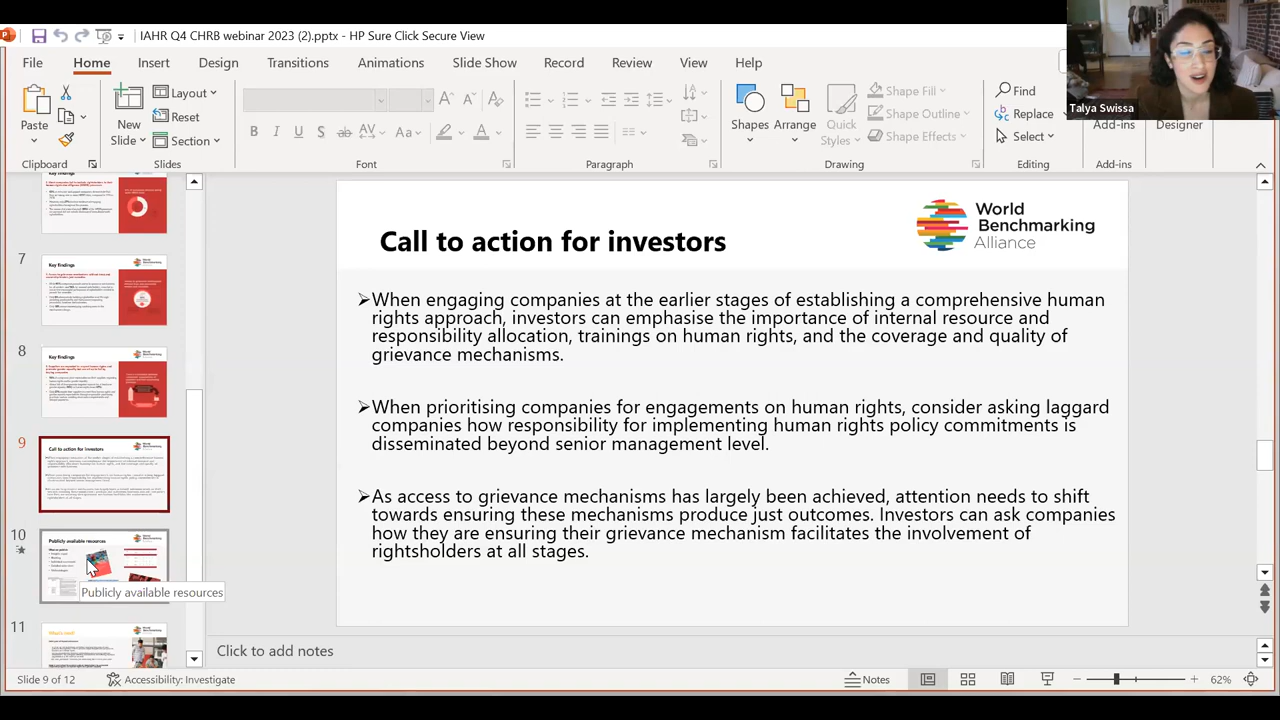 IAHR Q4 CHRB webinar 2023 (2).pptx - HP Sure Click Secure View
Talya Swissa
File Home Insert Design Transitions Animations Slide Show Record Review View Help
Paste
Clipboard
New
Slide
Layout
Reset
Section
Slides
B I U S ab AV Aa A
Font
Paragraph
Shapes
Arrange
Quick
Styles
Shape Fill
Shape Outline
Shape Effects
Drawing
Find
Replace
Select
Editing
Add-ins
Add-ins
Designer
Key findings
7
Key findings
8
Key findings
9
Call to action for investors
10
Publicly available resources
Publicly available resources
11
What's next?
World
Benchmarking
Alliance
Call to action for investors
When engaging companies at the earlier stages of establishing a comprehensive human
rights approach, investors can emphasise the importance of internal resource and
responsibility allocation, trainings on human rights, and the coverage and quality of
grievance mechanisms.
When prioritising companies for engagements on human rights, consider asking laggard
companies how responsibility for implementing human rights policy commitments is
disseminated beyond senior management level.
As access to grievance mechanisms has largely been achieved, attention needs to shift
towards ensuring these mechanisms produce just outcomes. Investors can ask companies
how they are ensuring their grievance mechanism facilitates the involvement of
rightsholders at all stages.
Click to add notes
Slide 9 of 12 Accessibility: Investigate Notes 62%